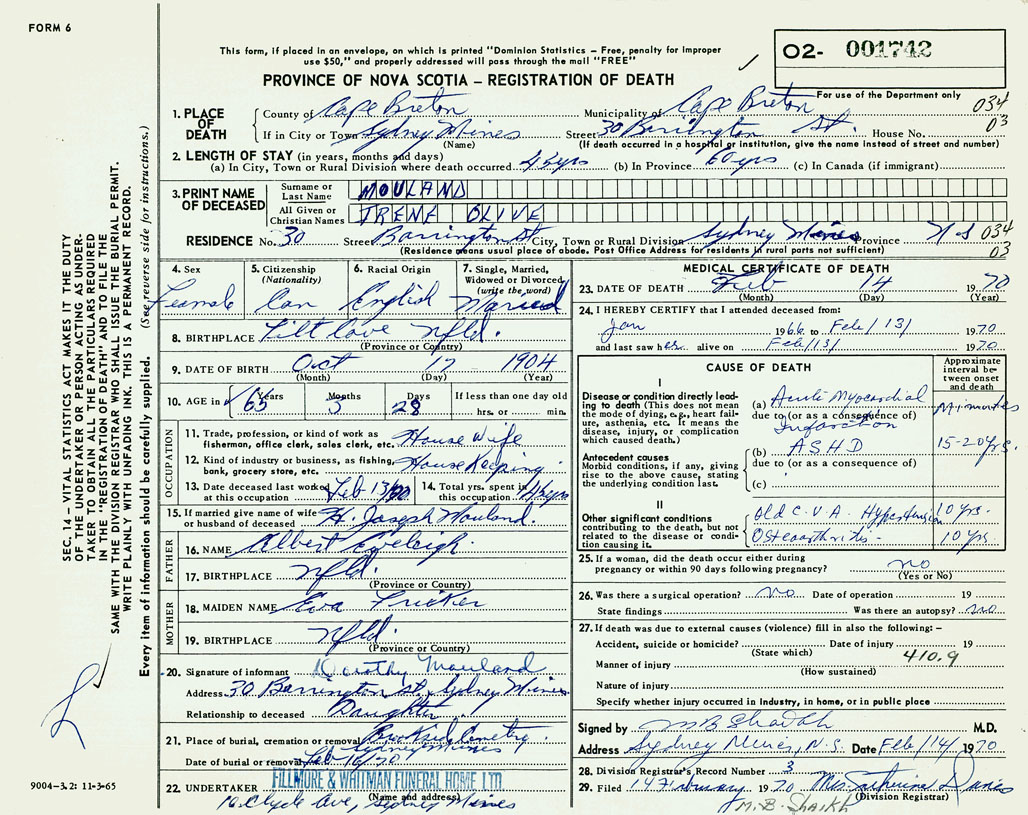 FORM 6
This form, if placed in an envelope, on which is printed "Dominion Statistics – Free, penalty for improper
use $50," and properly addressed will pass through the mail "FREE"
O2- 001742
For use of the Department only
PROVINCE OF NOVA SCOTIA – REGISTRATION OF DEATH
034
03
1. PLACE OF DEATH
County of Cape Breton Municipality of Cape Breton
If in City or Town Sydney Mines Street 30 Barrington St. House No.
(Name) (If death occurred in a hospital or institution, give the name instead of street and number)
2. LENGTH OF STAY (in years, months and days)
(a) In City, Town or Rural Division where death occurred 43yrs (b) In Province 60 yrs (c) In Canada (if immigrant)
3. PRINT NAME OF DECEASED
Surname or Last Name MOULAND
All Given or Christian Names IRENE OLIVE
RESIDENCE No. 30 Street Barrington St City, Town or Rural Division Sydney Mines Province N S 034
(Residence means usual place of abode. Post Office Address for residents in rural parts not sufficient) 03
4. Sex
Female
5. Citizenship
(Nationality)
Can
6. Racial Origin
English
7. Single, Married, Widowed or Divorced
(write the word)
Married
8. BIRTHPLACE Tilt Cove Nfld.
(Province or Country)
9. DATE OF BIRTH Oct 17 1904
(Month) (Day) (Year)
10. AGE in Years Months Days If less than one day old
65 3 28 hrs. or min.
OCCUPATION
11. Trade, profession, or kind of work as
fisherman, office clerk, sales clerk, etc. House Wife
12. Kind of industry or business, as fishing,
bank, grocery store, etc. House Keeping
13. Date deceased last worked
at this occupation Feb 13/70
14. Total yrs. spent in
this occupation 43yrs
15. If married give name of wife
or husband of deceased H. Joseph Mouland.
FATHER
16. NAME Albert Eveleigh
17. BIRTHPLACE Nfld.
(Province or Country)
MOTHER
18. MAIDEN NAME Eva Fricker
19. BIRTHPLACE Nfld.
(Province or Country)
20. Signature of informant Dorothy Mouland
Address 30 Barrington St., Sydney Mines
Relationship to deceased Daughter
21. Place of burial, cremation or removal Brookside Cemetery.
Sydney Mines
Date of burial or removal Feb 16/70
22. UNDERTAKER FILLMORE & WHITMAN FUNERAL HOME LTD.
(Name and address)
10 Clyde Ave, Sydney Mines
MEDICAL CERTIFICATE OF DEATH
23. DATE OF DEATH Feb 14 1970
(Month) (Day) (Year)
24. I HEREBY CERTIFY that I attended deceased from:
Jan 1966 to Feb/13/ 1970
and last saw her alive on Feb/13/ 1970
CAUSE OF DEATH
Approximate interval between onset and death
I
Disease or condition directly leading to death (This does not mean the mode of dying, e.g., heart failure, asthenia, etc. It means the disease, injury, or complication which caused death.)
(a) Acute Myocardial Minutes
due to (or as a consequence of)
Infarction
Antecedent causes
Morbid conditions, if any, giving rise to the above cause, stating the underlying condition last.
(b) ASHD 15-20yrs.
due to (or as a consequence of)
(c)
II
Other significant conditions
contributing to the death, but not related to the disease or condition causing it.
Old C.V.A. Hypertension 10 yrs.
Osteoarthritis- 10 yrs.
25. If a woman, did the death occur either during
pregnancy or within 90 days following pregnancy? no
(Yes or No)
26. Was there a surgical operation? no Date of operation 19
State findings Was there an autopsy? no
27. If death was due to external causes (violence) fill in also the following: –
Accident, suicide or homicide? Date of injury 19
(State which) 410.9
Manner of injury
(How sustained)
Nature of injury
Specify whether injury occurred in industry, in home, or in public place
Signed by M B Shaikh M.D.
Address Sydney Mines, N.S. Date Feb/14/ 1970
28. Division Registrar's Record Number 3
29. Filed 14 February 1970 Mrs. Catherine
(Division Registrar)
M. B. Shaikh
SEC. 14 – VITAL STATISTICS ACT MAKES IT THE DUTY
OF THE UNDERTAKER OR PERSON ACTING AS UNDER-
TAKER TO OBTAIN ALL THE PARTICULARS REQUIRED
IN THE "REGISTRATION OF DEATH" AND TO FILE THE
SAME WITH THE DIVISION REGISTRAR WHO SHALL ISSUE THE BURIAL PERMIT.
WRITE PLAINLY WITH UNFADING INK. THIS IS A PERMANENT RECORD.
Every item of information should be carefully supplied. (See reverse side for instructions.)
9004–3.2: 11-3-65